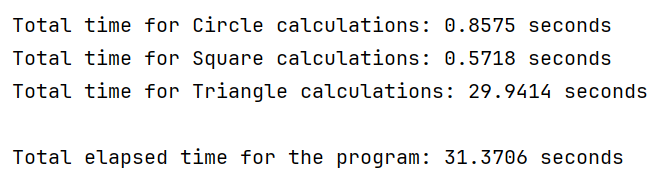 Total time for Circle calculations: 0.8575 seconds
Total time for Square calculations: 0.5718 seconds
Total time for Triangle calculations: 29.9414 seconds
Total elapsed time for the program: 31.3706 seconds